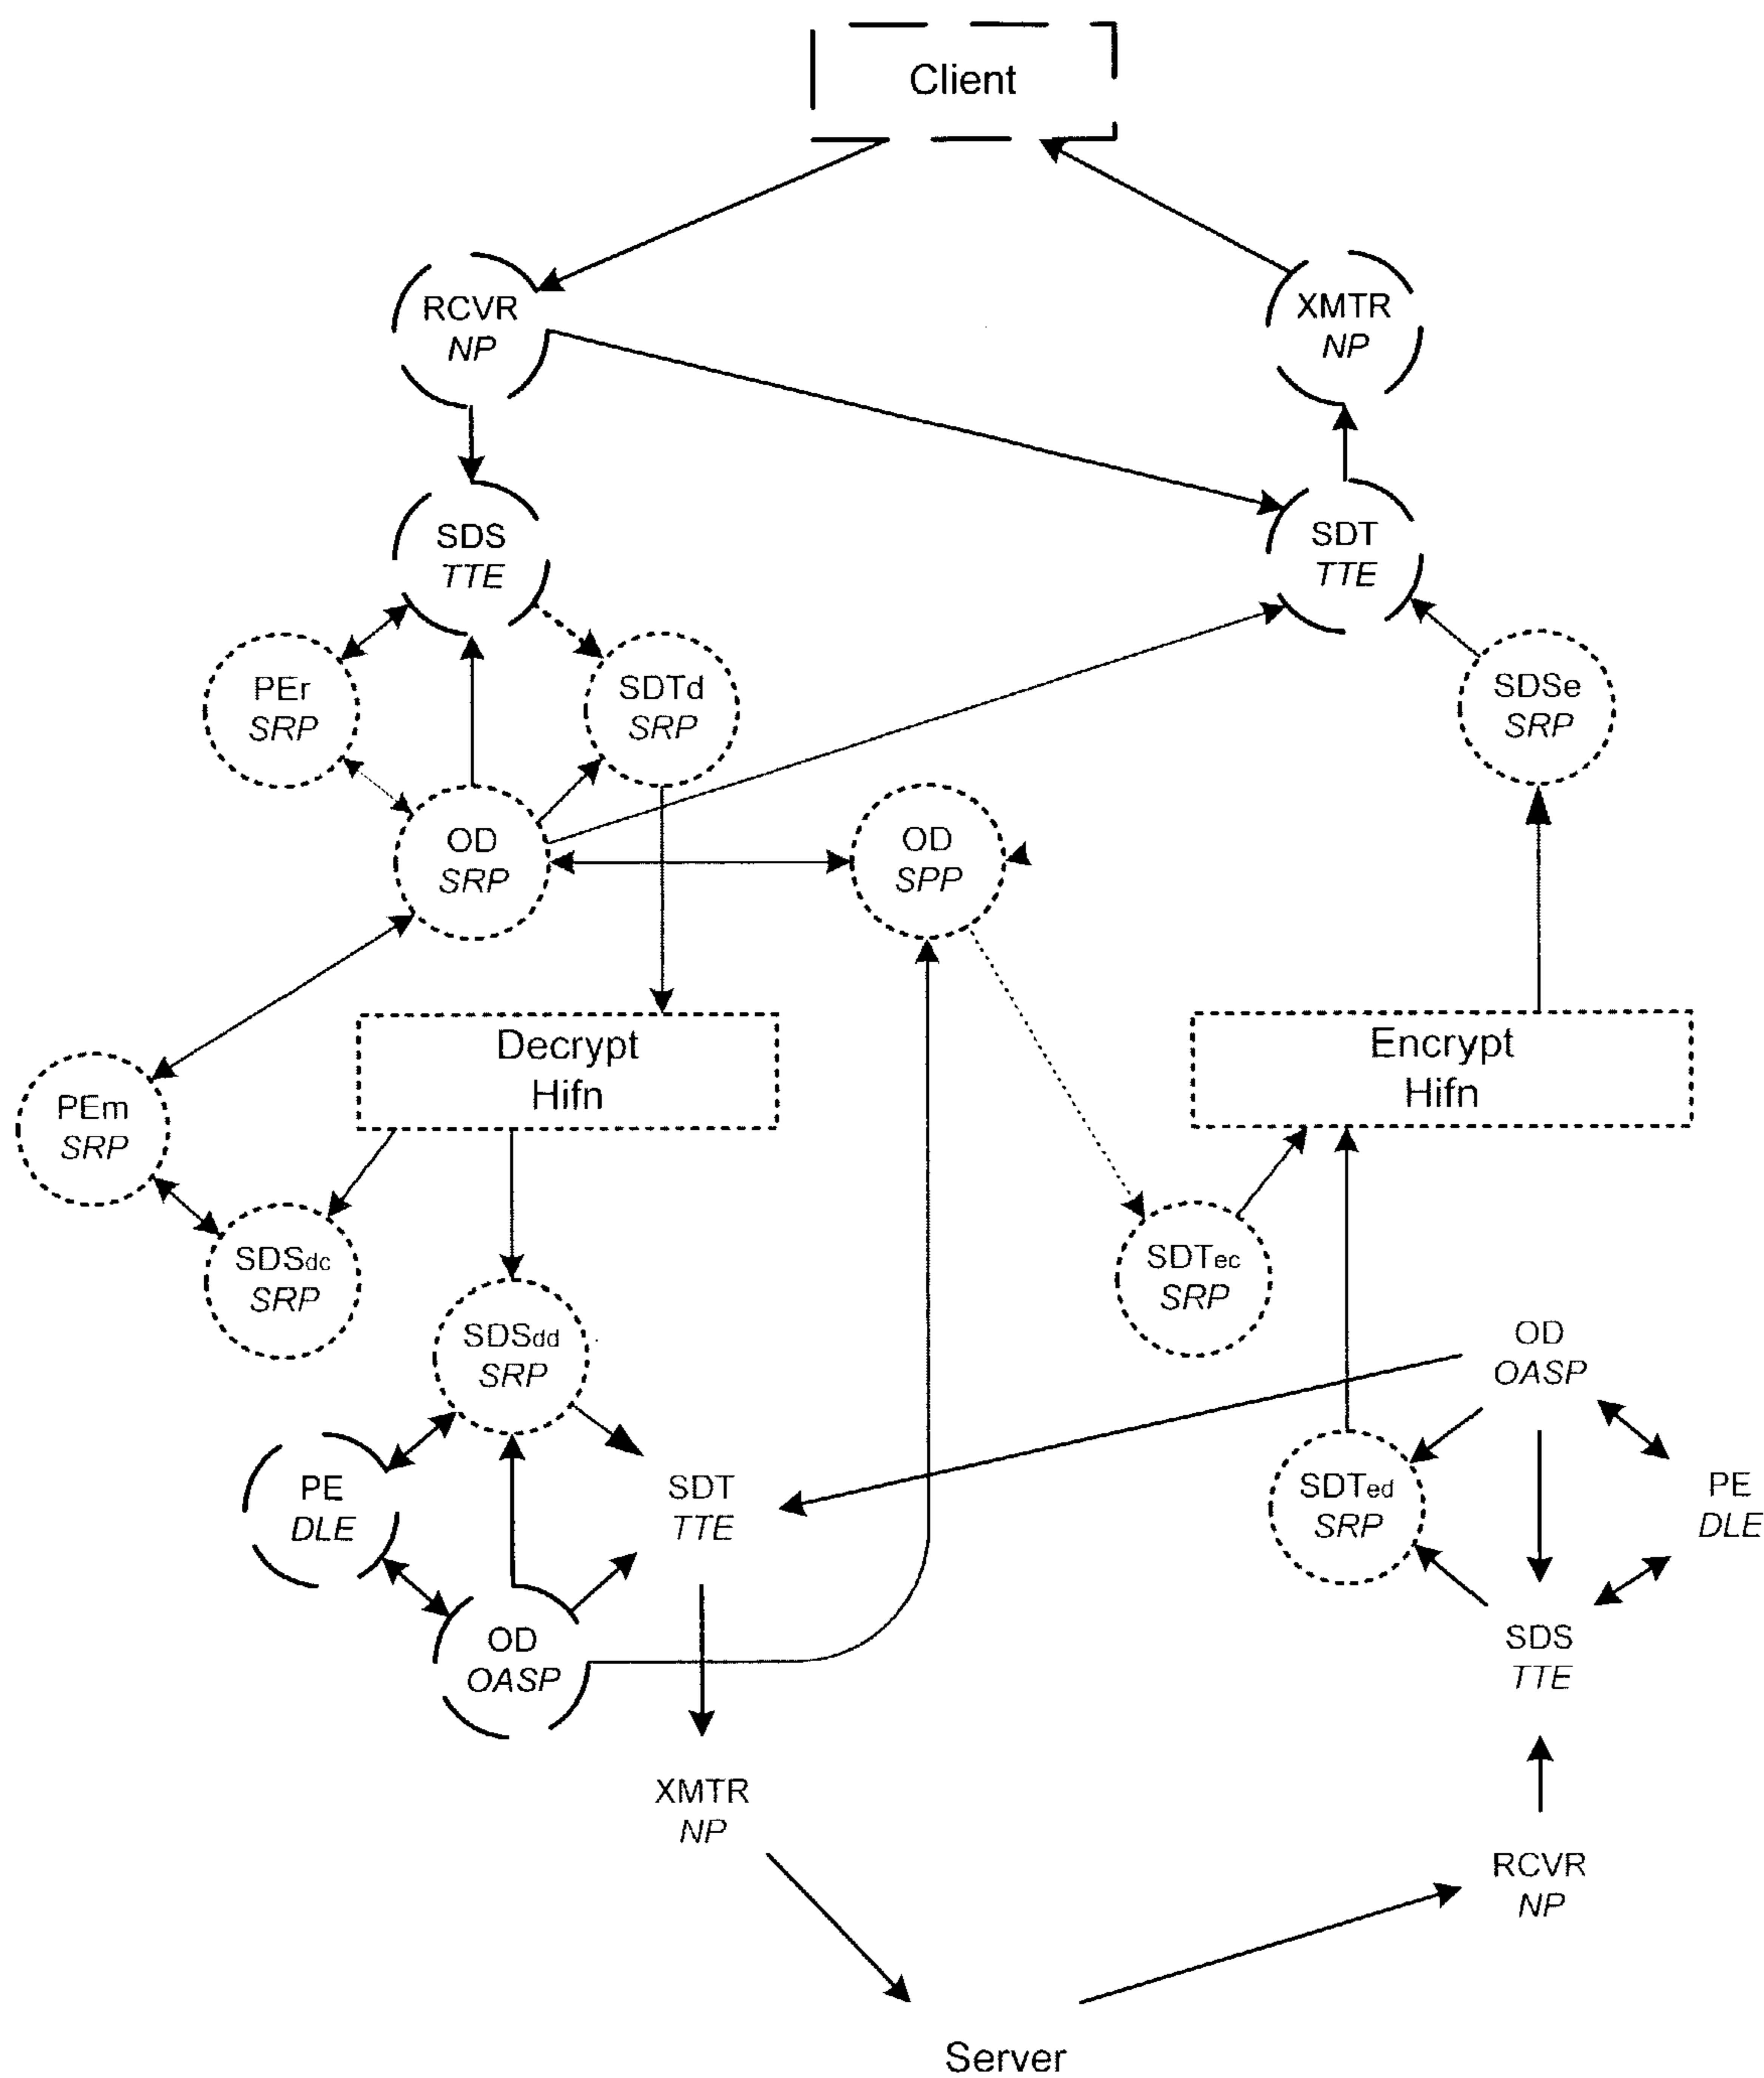 Client
RCVR
NP
XMTR
NP
SDS
TTE
SDT
TTE
PEr
SRP
SDTd
SRP
SDSe
SRP
OD
SRP
OD
SPP
Decrypt
Hifn
Encrypt
Hifn
PEm
SRP
SDSdc
SRP
SDTec
SRP
SDSdd
SRP
OD
OASP
PE
DLE
SDT
TTE
SDTed
SRP
PE
DLE
OD
OASP
SDS
TTE
XMTR
NP
RCVR
NP
Server